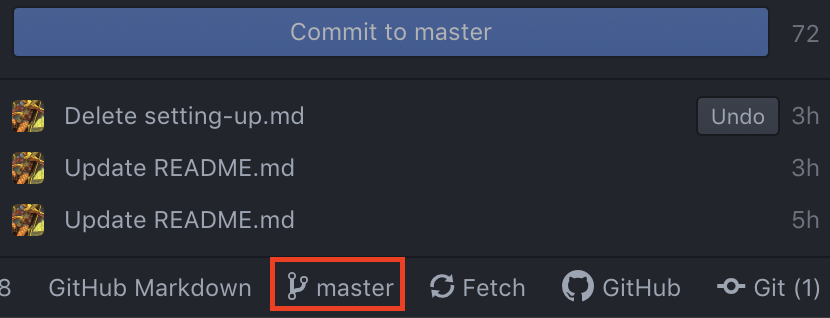 Commit to master 72
Delete setting-up.md Undo 3h
Update README.md 3h
Update README.md 5h
8 GitHub Markdown master Fetch GitHub Git (1)